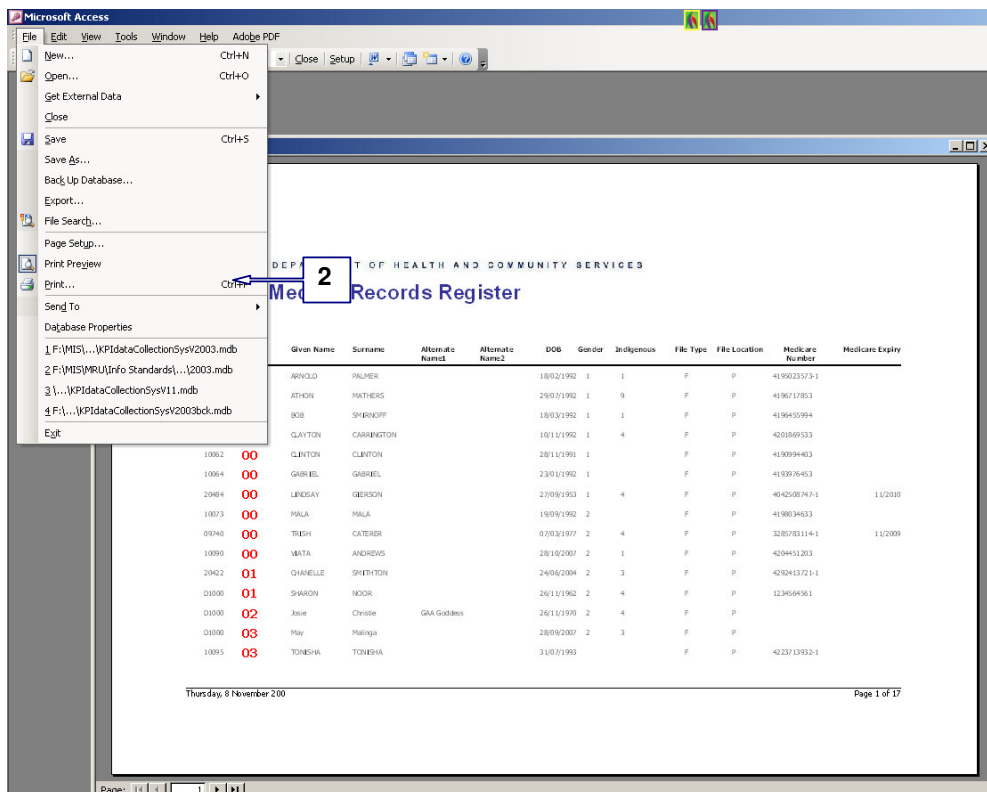 Microsoft Access
File Edit View Tools Window Help Adobe PDF
Close Setup
New... Ctrl+N
Open... Ctrl+O
Get External Data
Close
Save Ctrl+S
Save As...
Back Up Database...
Export...
File Search...
Page Setup...
Print Preview
Print...
Send To
Database Properties
1 F:\MIS\...\KPIdataCollectionSysV2003.mdb
2 F:\MIS\MRU\Info Standards\...\2003.mdb
3 \...\KPIdataCollectionSysV11.mdb
4 F:\...\KPIdataCollectionSysV2003bck.mdb
Exit
2
T OF HEALTH AND COMMUNITY SERVICES
Records Register
Given Name Surname Alternate Name1 Alternate Name2 DOB Gender Indigenous File Type File Location Medicare Number Medicare Expiry
ARNOLD PALMER 18/02/1992 1 1 F P 4195023573-1
ATHON MATHERS 29/07/1992 1 9 F P 4196717853
BOB SMIRNOFF 18/03/1992 1 1 F P 4196455994
CLAYTON CARRINGTON 10/11/1992 1 4 F P 4201869533
10062 00 CLINTON CLINTON 28/11/1991 1 F P 4190994403
10064 00 GABRIEL GABRIEL 23/01/1992 1 F P 4193976453
20484 00 LINDSAY GIERSON 27/09/1953 1 4 F P 4042508747-1 11/2010
10073 00 MALA MALA 19/09/1992 2 F P 4198034633
09740 00 TRISH CATERER 07/03/1977 2 4 F P 3285783114-1 11/2009
10090 00 VIATA ANDREWS 28/10/2007 2 1 F P 4204451203
20422 01 CHANELLE SMITHTON 24/06/2004 2 3 F P 4292413721-1
D1000 01 SHARON NOOR 26/11/1962 2 4 F P 1234564561
D1000 02 Josie Christie GAA Goddess 26/11/1970 2 4 F P
D1000 03 May Malinga 28/09/2007 2 3 F P
10095 03 TONISHA TONISHA 31/07/1993 F P 4223713932-1
Thursday, 8 November 200 Page 1 of 17
Page: 1